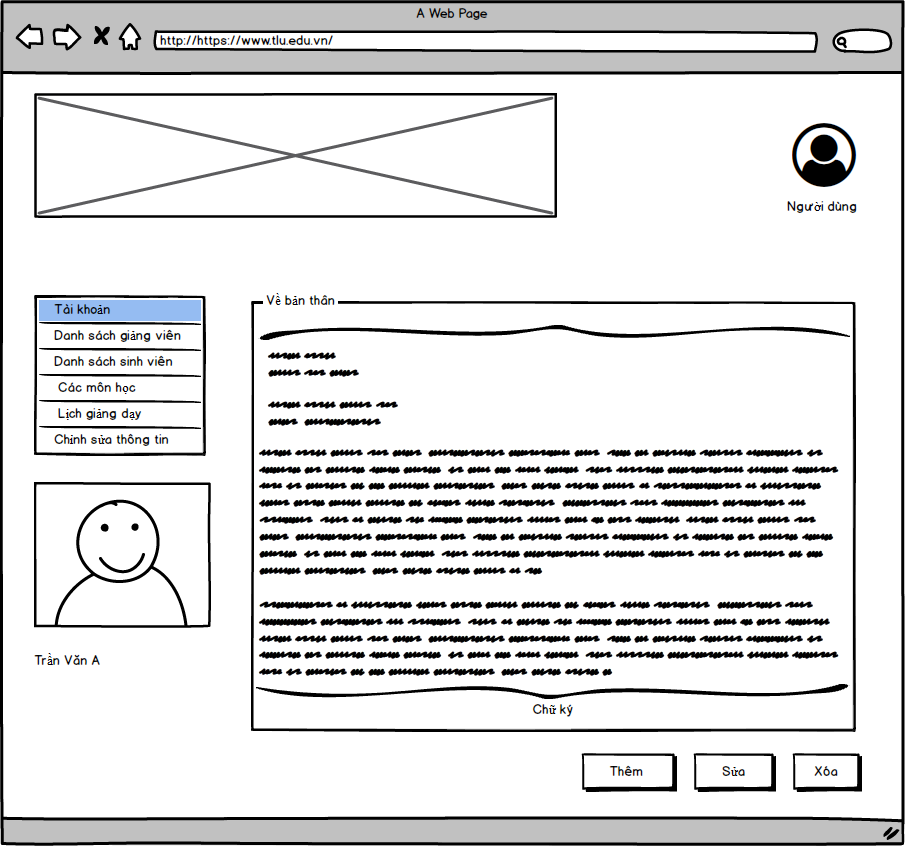 A Web Page
http://https://www.tlu.edu.vn/
Người dùng
Tài khoản
Danh sách giảng viên
Danh sách sinh viên
Các môn học
Lịch giảng dạy
Chỉnh sửa thông tin
Trần Văn A
Về bản thân
Chữ ký
Thêm
Sửa
Xóa